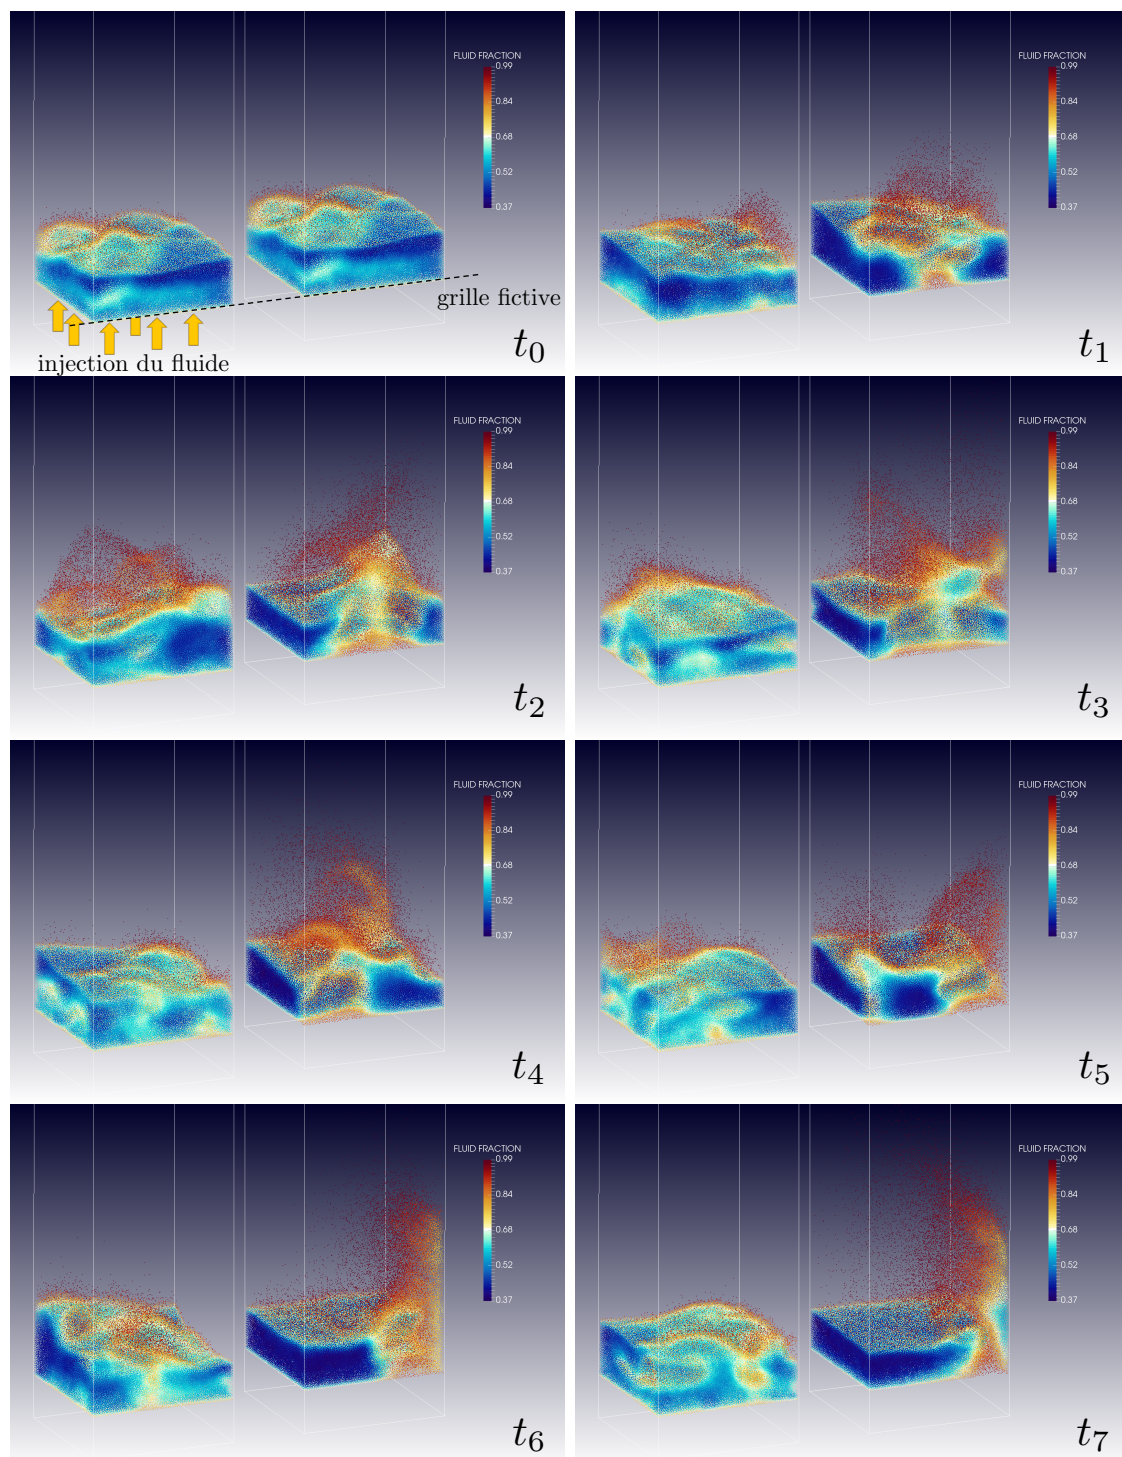 FLUID FRACTION
0.99
0.84
0.68
0.52
0.37
grille fictive
injection du fluide
t0
FLUID FRACTION
0.99
0.84
0.68
0.52
0.37
t1
FLUID FRACTION
0.99
0.84
0.68
0.52
0.37
t2
FLUID FRACTION
0.99
0.84
0.68
0.52
0.37
t3
FLUID FRACTION
0.99
0.84
0.68
0.52
0.37
t4
FLUID FRACTION
0.99
0.84
0.68
0.52
0.37
t5
FLUID FRACTION
0.99
0.84
0.68
0.52
0.37
t6
FLUID FRACTION
0.99
0.84
0.68
0.52
0.37
t7